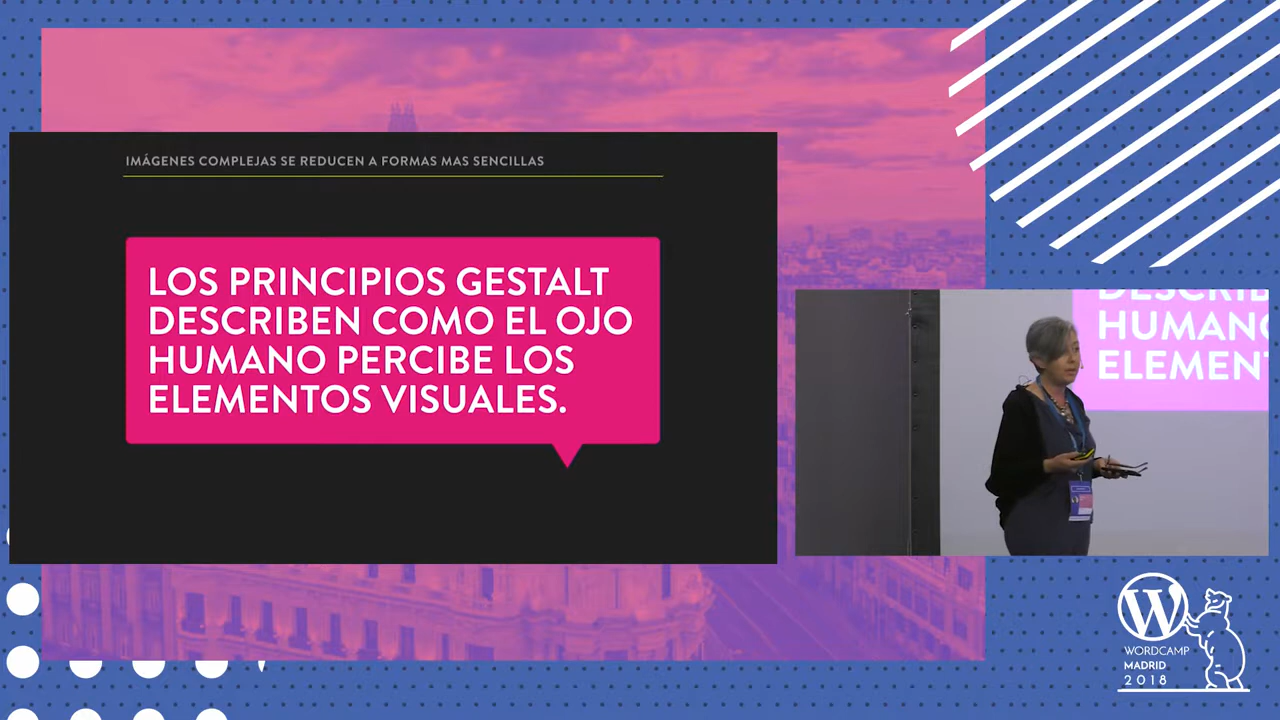 IMÁGENES COMPLEJAS SE REDUCEN A FORMAS MAS SENCILLAS
LOS PRINCIPIOS GESTALT
DESCRIBEN COMO EL OJO
HUMANO PERCIBE LOS
ELEMENTOS VISUALES.
DESCRIB
HUMANO
ELEMENT
W
WORDCAMP
MADRID
2018